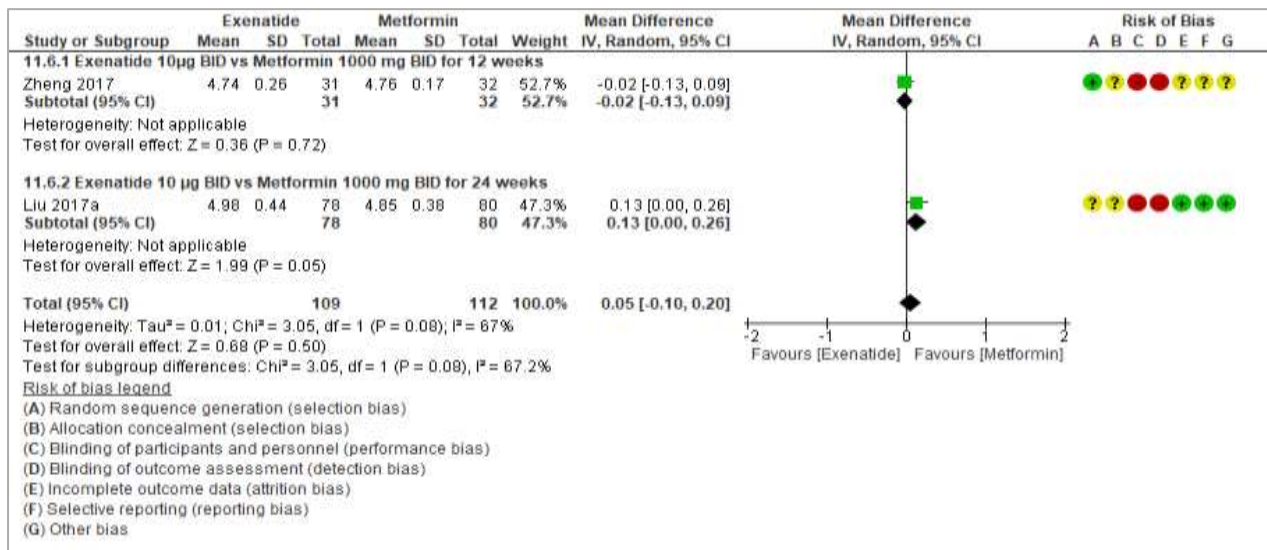 Exenatide Metformin Mean Difference Mean Difference Risk of Bias
Study or Subgroup Mean SD Total Mean SD Total Weight IV, Random, 95% CI IV, Random, 95% CI A B C D E F G
11.6.1 Exenatide 10µg BID vs Metformin 1000 mg BID for 12 weeks
Zheng 2017 4.74 0.26 31 4.76 0.17 32 52.7% -0.02 [-0.13, 0.09] + ? - - ? ? ?
Subtotal (95% CI) 31 32 52.7% -0.02 [-0.13, 0.09]
Heterogeneity: Not applicable
Test for overall effect: Z = 0.36 (P = 0.72)
11.6.2 Exenatide 10 µg BID vs Metformin 1000 mg BID for 24 weeks
Liu 2017a 4.98 0.44 78 4.85 0.38 80 47.3% 0.13 [0.00, 0.26] ? ? - - + + +
Subtotal (95% CI) 78 80 47.3% 0.13 [0.00, 0.26]
Heterogeneity: Not applicable
Test for overall effect: Z = 1.99 (P = 0.05)
Total (95% CI) 109 112 100.0% 0.05 [-0.10, 0.20]
Heterogeneity: Tau² = 0.01; Chi² = 3.05, df = 1 (P = 0.08); I² = 67%
Test for overall effect: Z = 0.68 (P = 0.50)
Test for subgroup differences: Chi² = 3.05, df = 1 (P = 0.08), I² = 67.2%
-2 -1 0 1 2
Favours [Exenatide] Favours [Metformin]
Risk of bias legend
(A) Random sequence generation (selection bias)
(B) Allocation concealment (selection bias)
(C) Blinding of participants and personnel (performance bias)
(D) Blinding of outcome assessment (detection bias)
(E) Incomplete outcome data (attrition bias)
(F) Selective reporting (reporting bias)
(G) Other bias